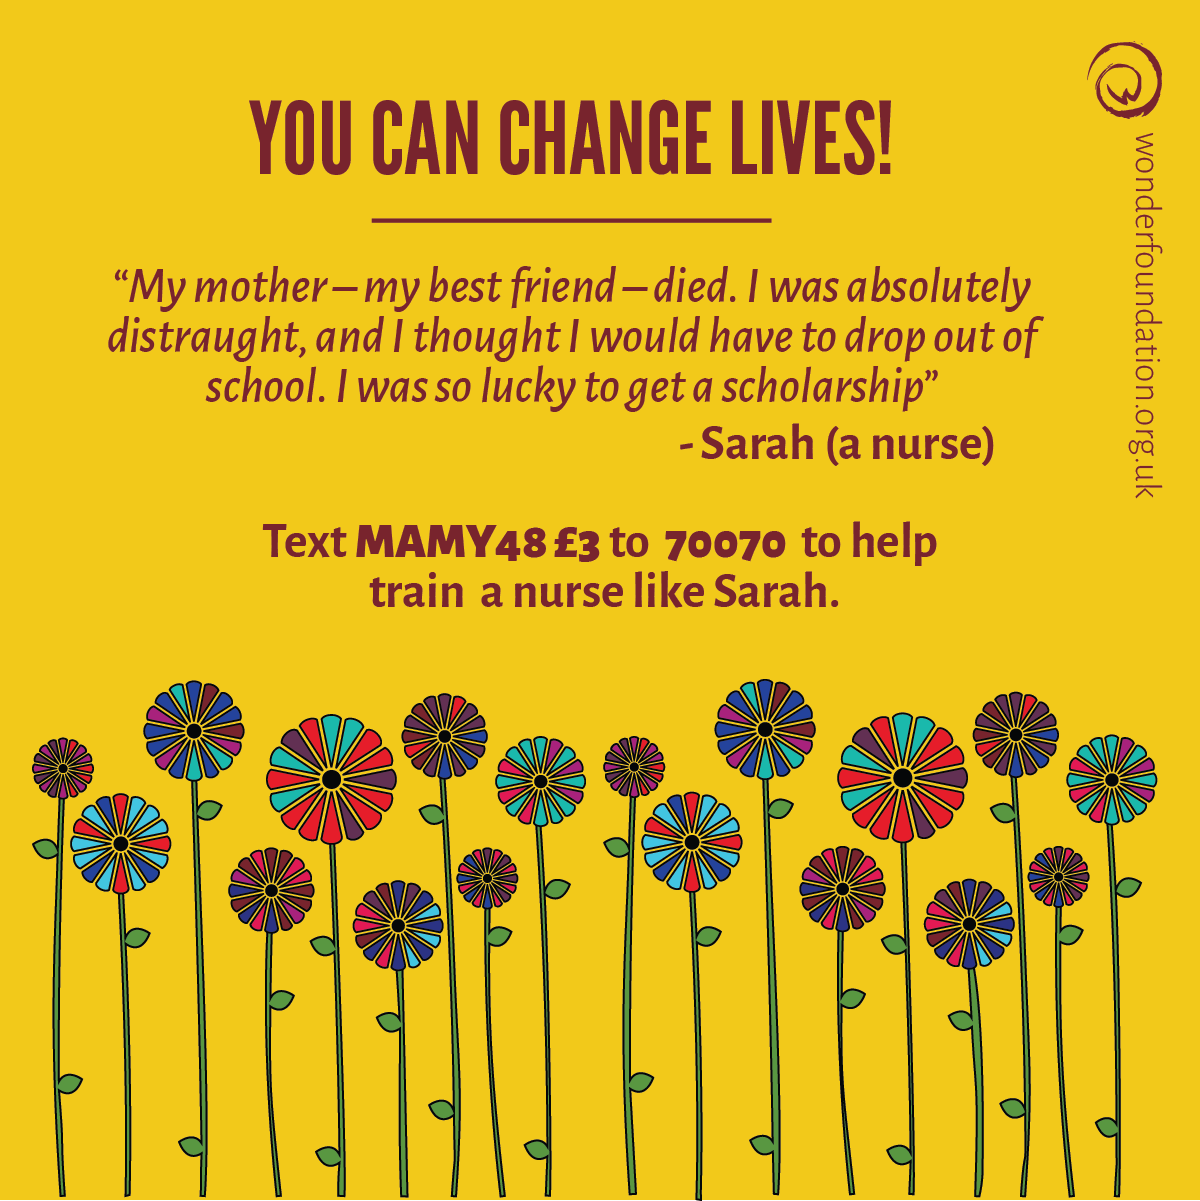 YOU CAN CHANGE LIVES!
“My mother – my best friend – died. I was absolutely
distraught, and I thought I would have to drop out of
school. I was so lucky to get a scholarship”
- Sarah (a nurse)
Text MAMY48 £3 to 70070 to help
train a nurse like Sarah.
wonderfoundation.org.uk